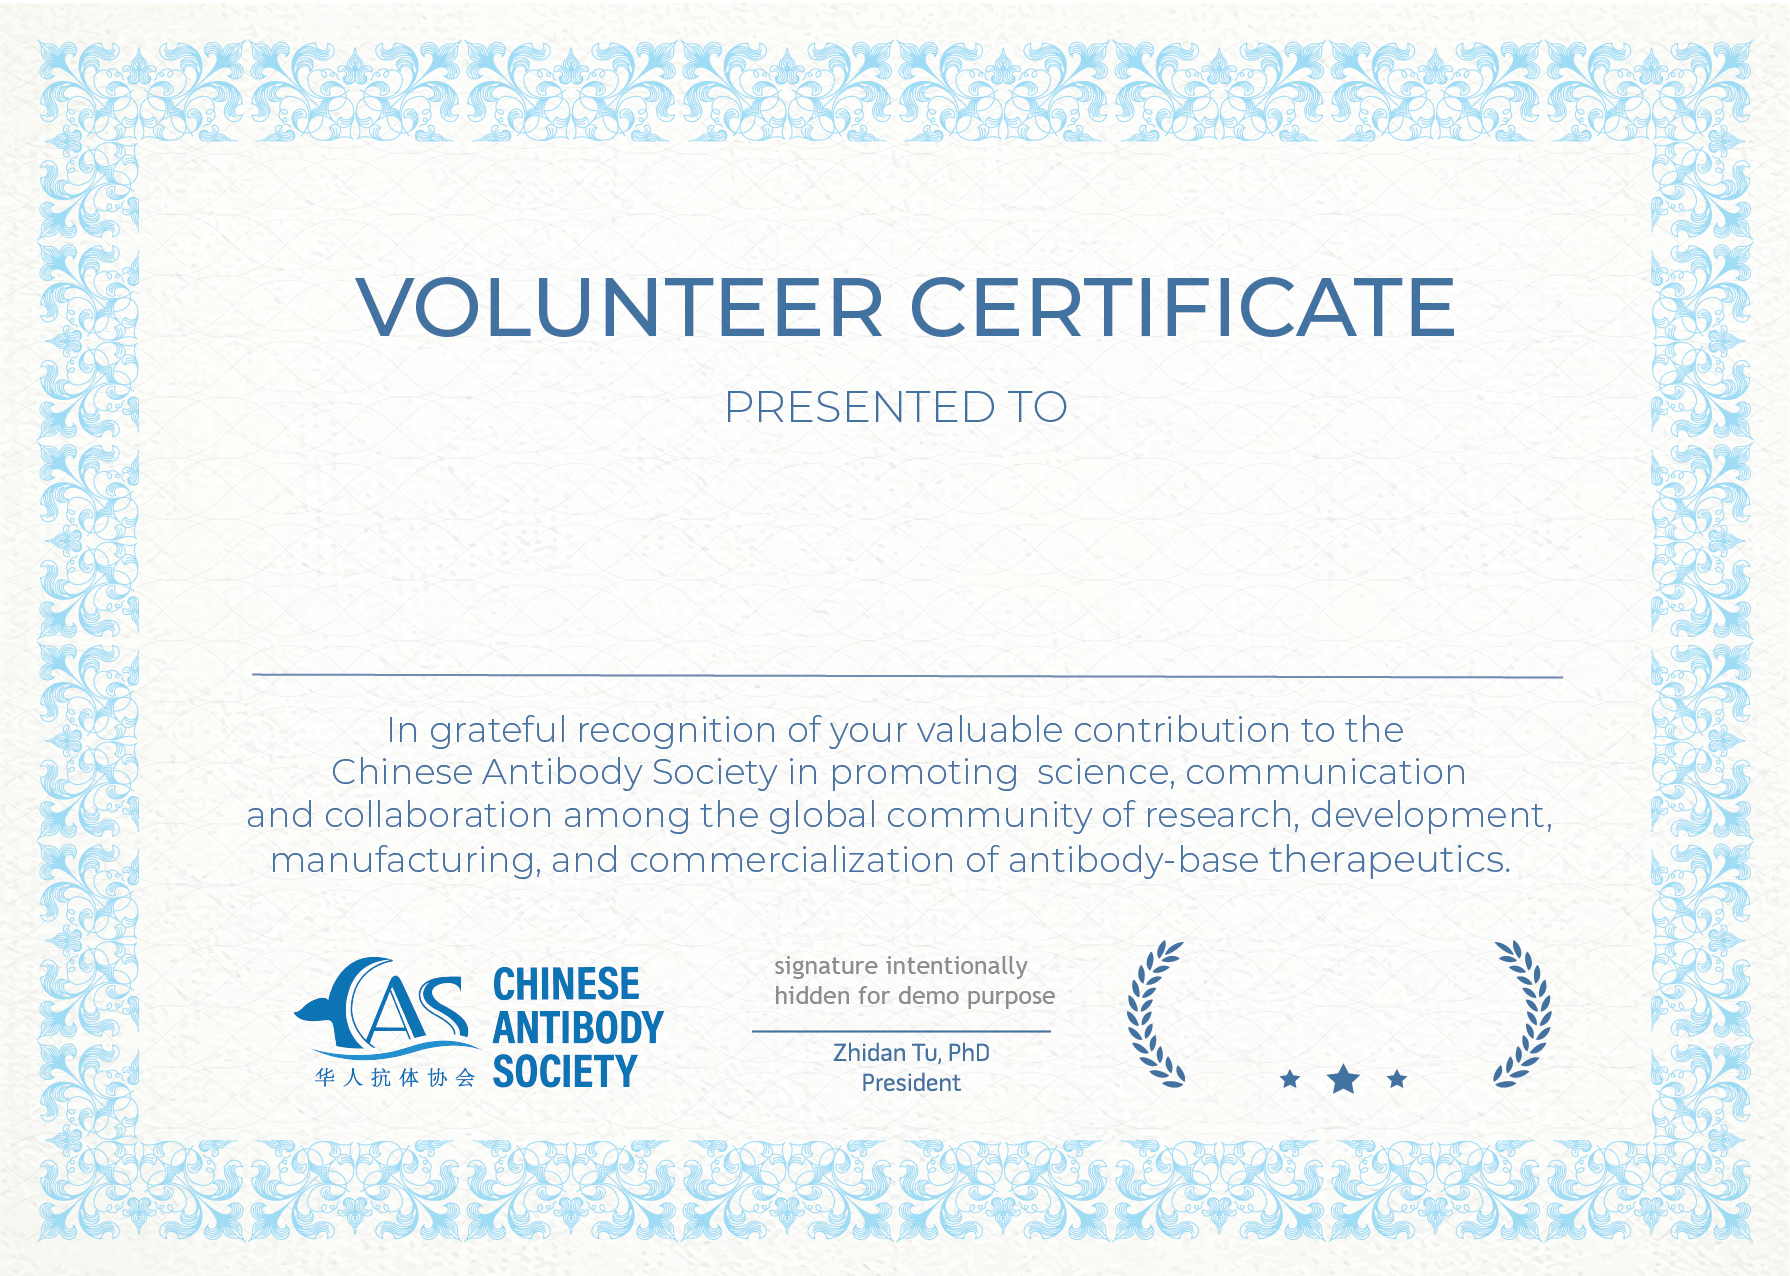 VOLUNTEER CERTIFICATE
PRESENTED TO
In grateful recognition of your valuable contribution to the
Chinese Antibody Society in promoting  science, communication
and collaboration among the global community of research, development,
manufacturing, and commercialization of antibody-base therapeutics.
CAS
华人抗体协会
CHINESE
ANTIBODY
SOCIETY
signature intentionally
hidden for demo purpose
Zhidan Tu, PhD
President